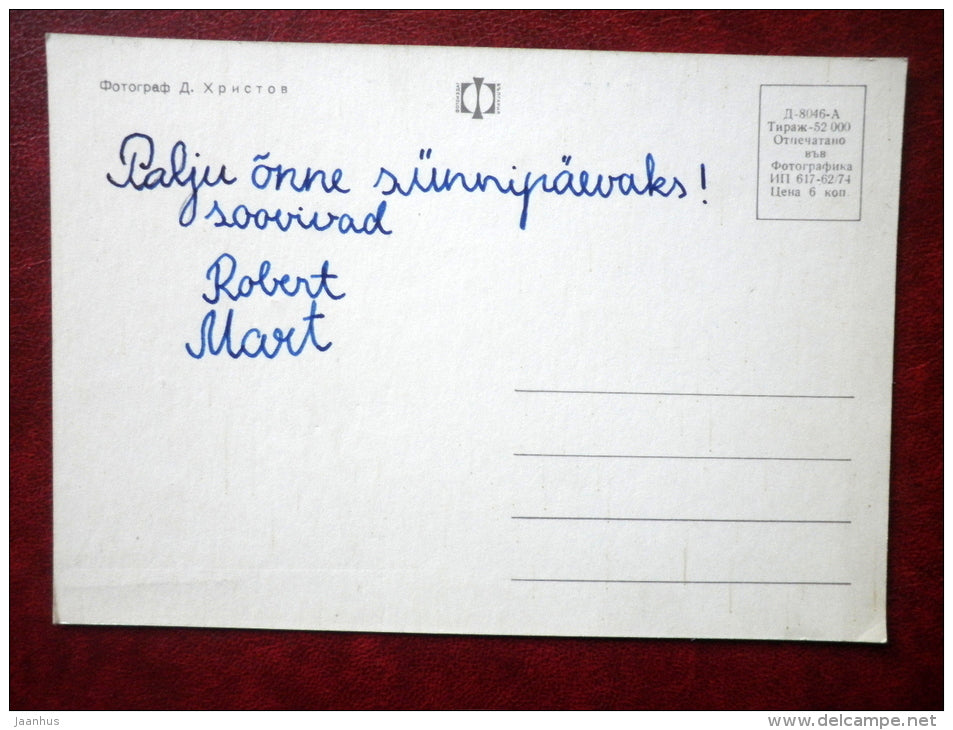 Фотограф Д. Христов
Д-8046-А
Тираж-52 000
Отпечатано
във
Фотографика
ИП 617-62/74
Цена 6 коп.
Palju õnne sünnipäevaks!
soovivad
Robert
Mart
jaanhus
www.delcampe.net